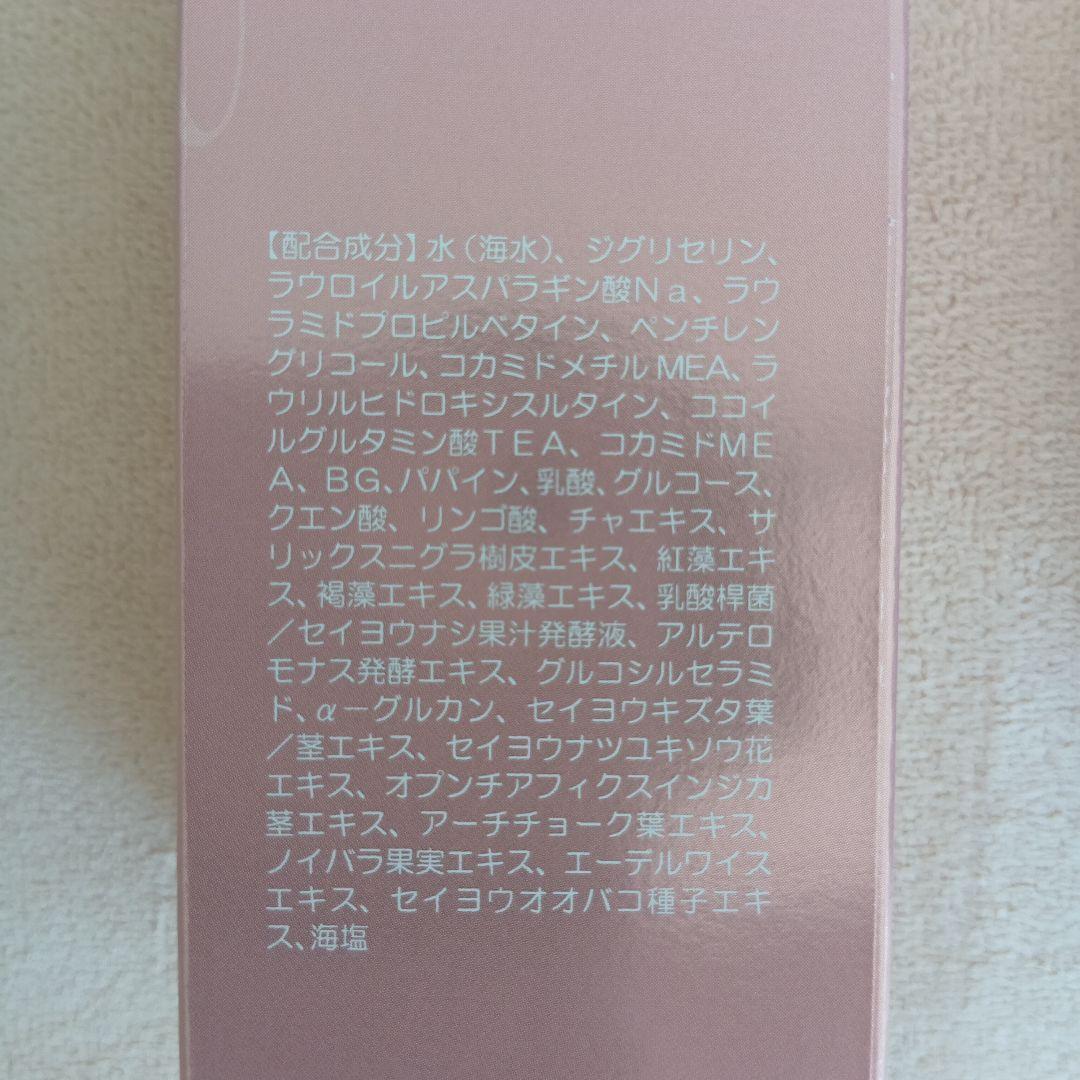 【配合成分】水(海水)、ジグリセリン、
ラウロイルアスパラギン酸Na、ラウ
ラミドプロピルベタイン、ペンチレン
グリコール、コカミドメチルMEA、ラ
ウリルヒドロキシスルタイン、ココイ
ルグルタミン酸TEA、コカミドME
A、BG、パパイン、乳酸、グルコース、
クエン酸、リンゴ酸、チャエキス、サ
リックスニグラ樹皮エキス、紅藻エキ
ス、褐藻エキス、緑藻エキス、乳酸桿菌
/セイヨウナシ果汁発酵液、アルテロ
モナス発酵エキス、グルコシルセラミ
ド、α-グルカン、セイヨウキズタ葉
/茎エキス、セイヨウナツユキソウ花
エキス、オプンチアフィクスインジカ
茎エキス、アーチチョーク葉エキス、
ノイバラ果実エキス、エーデルワイス
エキス、セイヨウオオバコ種子エキ
ス、海塩